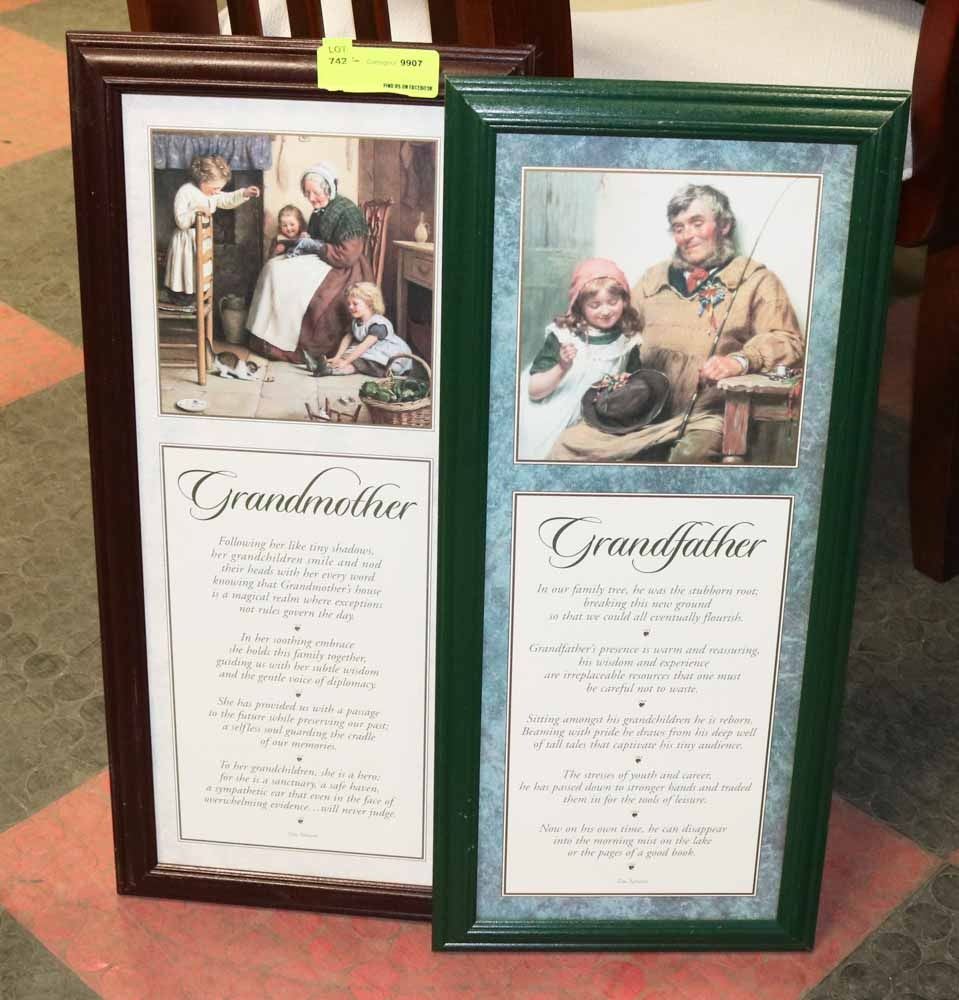 LOT
742 Consignor 9907
FIND US ON FACEBOOK
Grandmother
Following her like tiny shadows,
her grandchildren smile and nod
their heads with her every word
knowing that Grandmother's house
is a magical realm where exceptions
not rules govern the day.
In her soothing embrace
she holds this family together,
guiding us with her subtle wisdom
and the gentle voice of diplomacy.
She has provided us with a passage
to the future while preserving our past;
a selfless soul guarding the cradle
of our memories.
To her grandchildren, she is a hero;
for she is a sanctuary, a safe haven,
a sympathetic ear that even in the face of
overwhelming evidence...will never judge.
Grandfather
In our family tree, he was the stubborn root,
breaking this new ground
so that we could all eventually flourish.
Grandfather's presence is warm and reassuring,
his wisdom and experience
are irreplaceable resources that one must
be careful not to waste.
Sitting amongst his grandchildren he is reborn.
Beaming with pride he draws from his deep well
of tall tales that captivate his tiny audience.
The stresses of youth and career,
he has passed down to stronger hands and traded
them in for the tools of leisure.
Now on his own time, he can disappear
into the morning mist on the lake
or the pages of a good book.